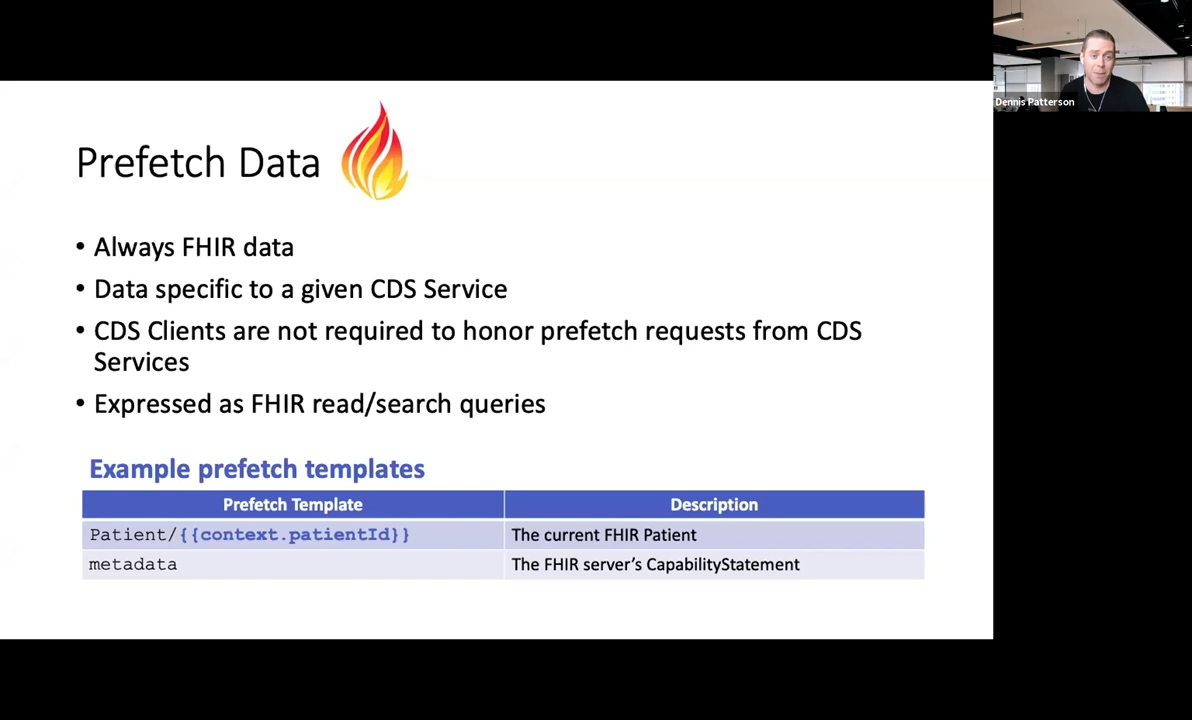 Dennis Patterson
Prefetch Data
• Always FHIR data
• Data specific to a given CDS Service
• CDS Clients are not required to honor prefetch requests from CDS
Services
• Expressed as FHIR read/search queries
Example prefetch templates
Prefetch Template Description
Patient/{{context.patientId}} The current FHIR Patient
metadata The FHIR server’s CapabilityStatement